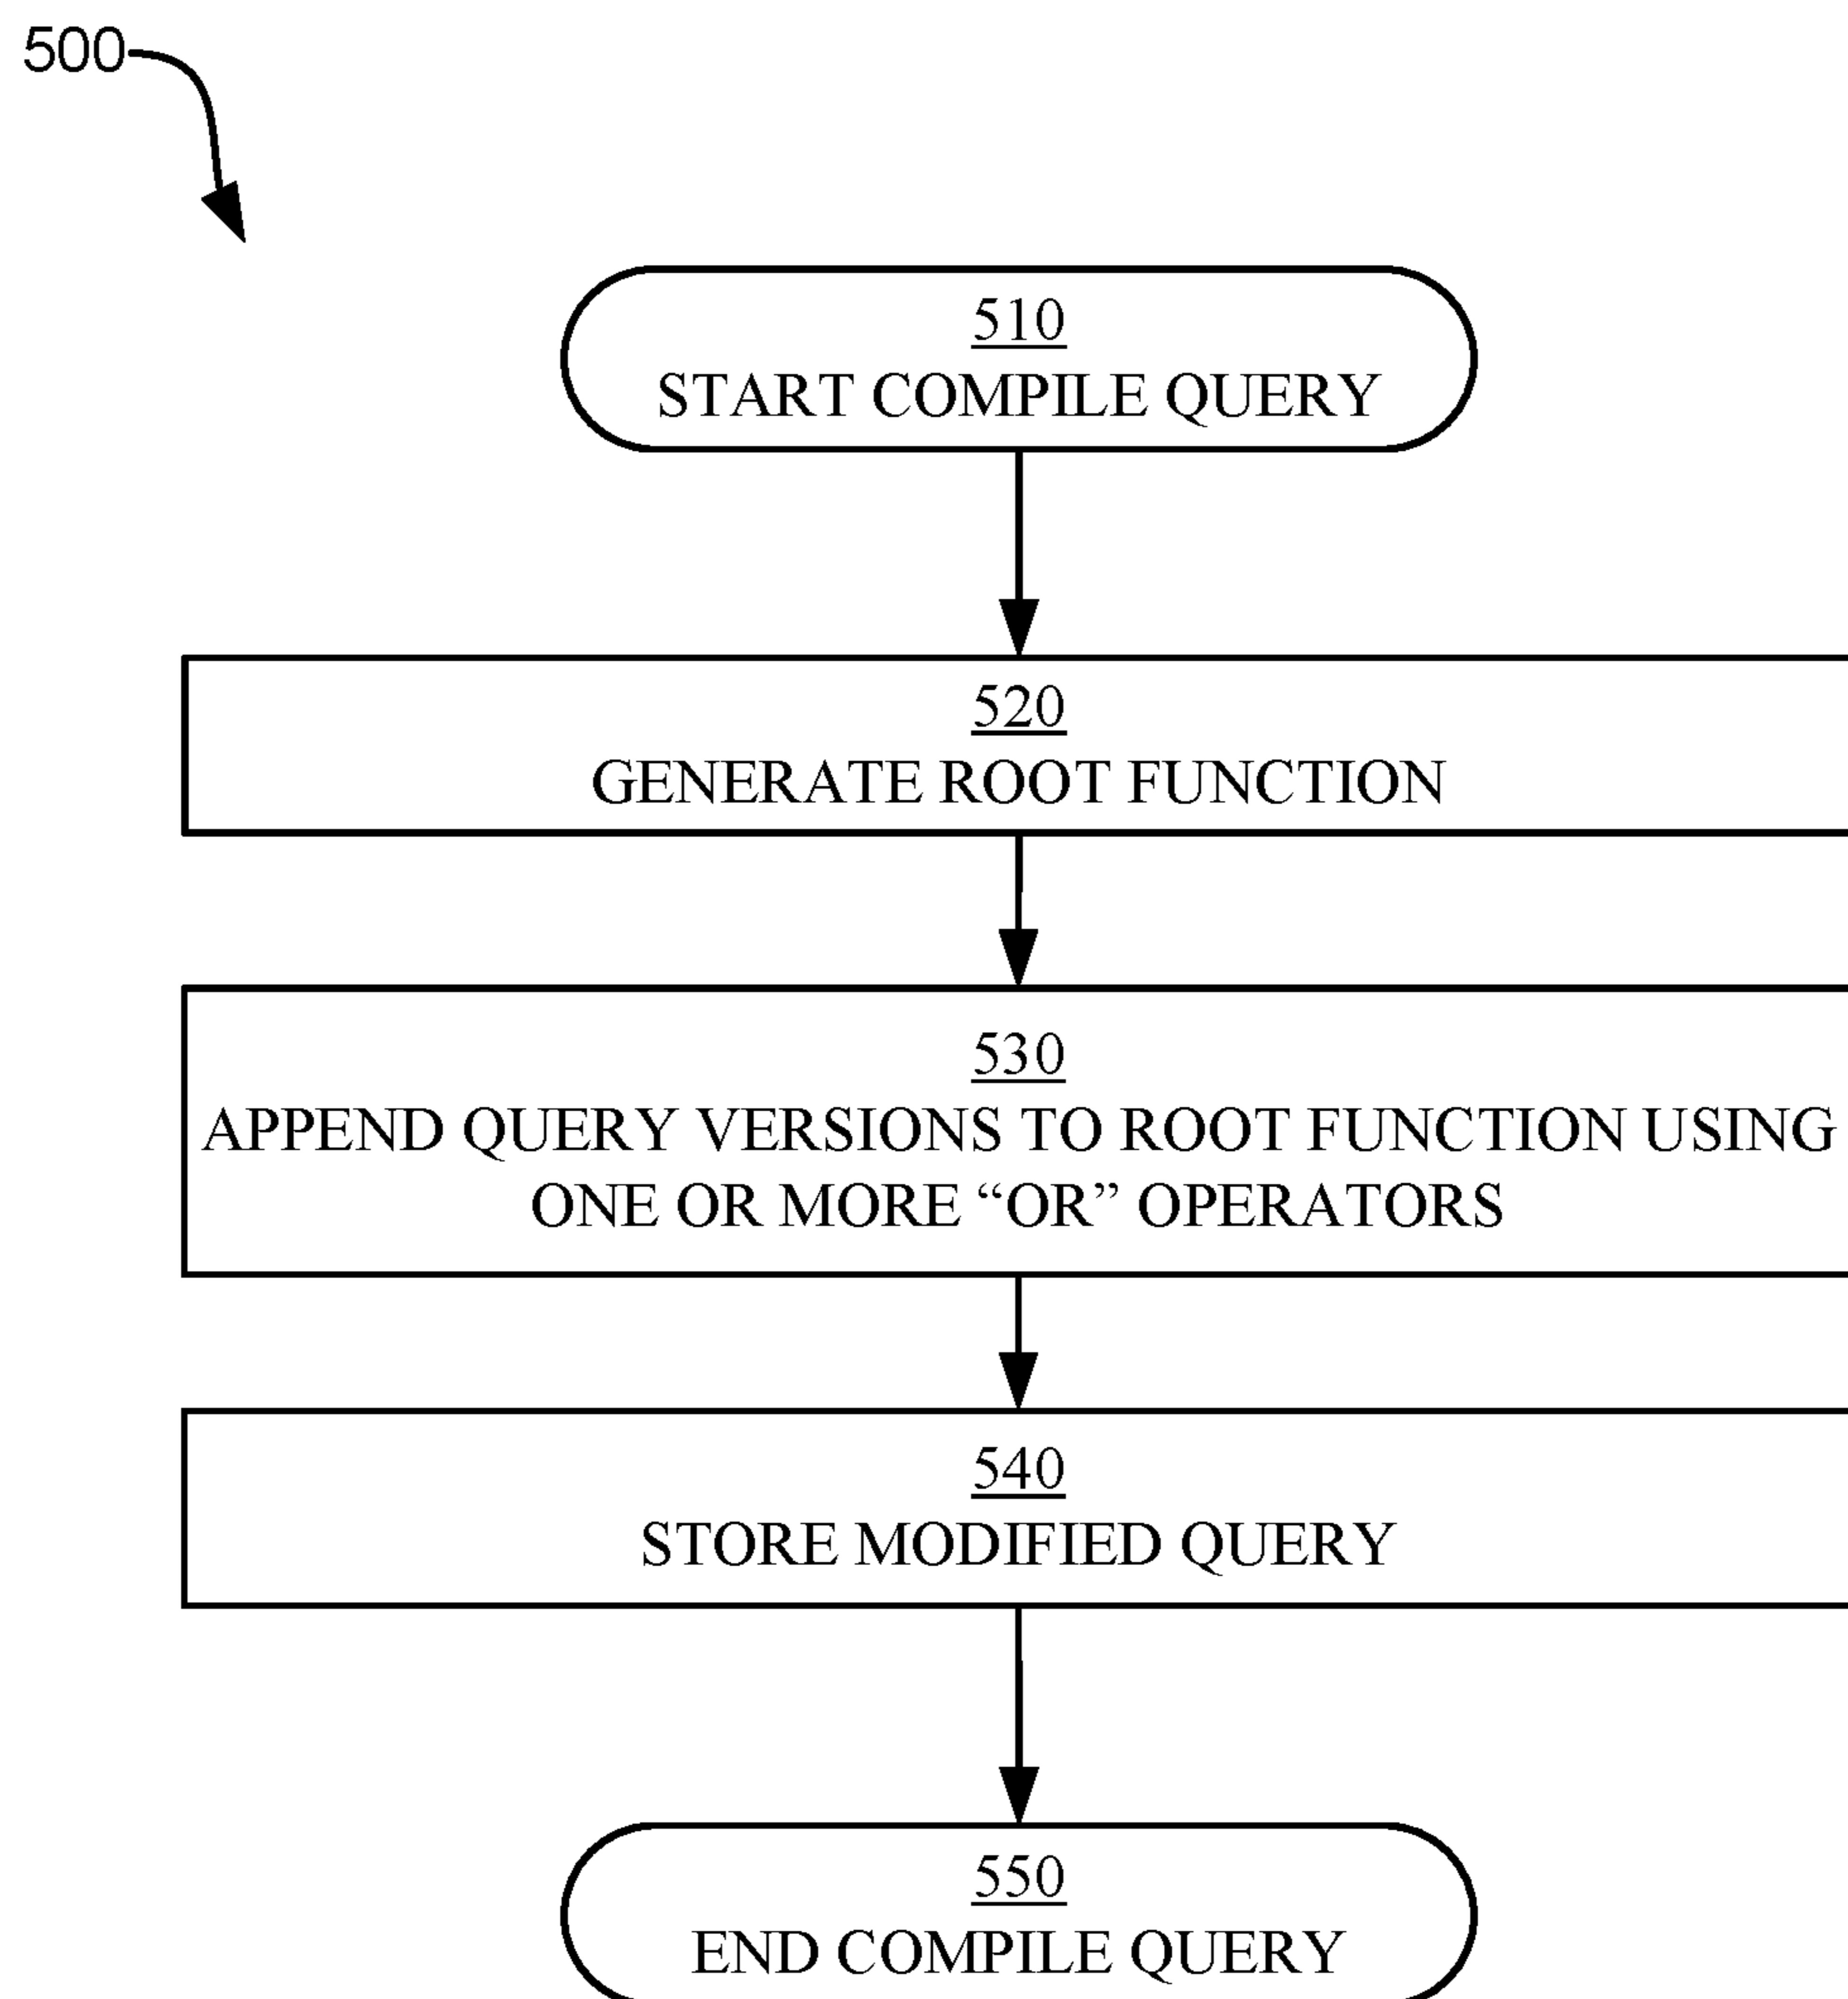 500
510
START COMPILE QUERY
520
GENERATE ROOT FUNCTION
530
APPEND QUERY VERSIONS TO ROOT FUNCTION USING
ONE OR MORE “OR” OPERATORS
540
STORE MODIFIED QUERY
550
END COMPILE QUERY